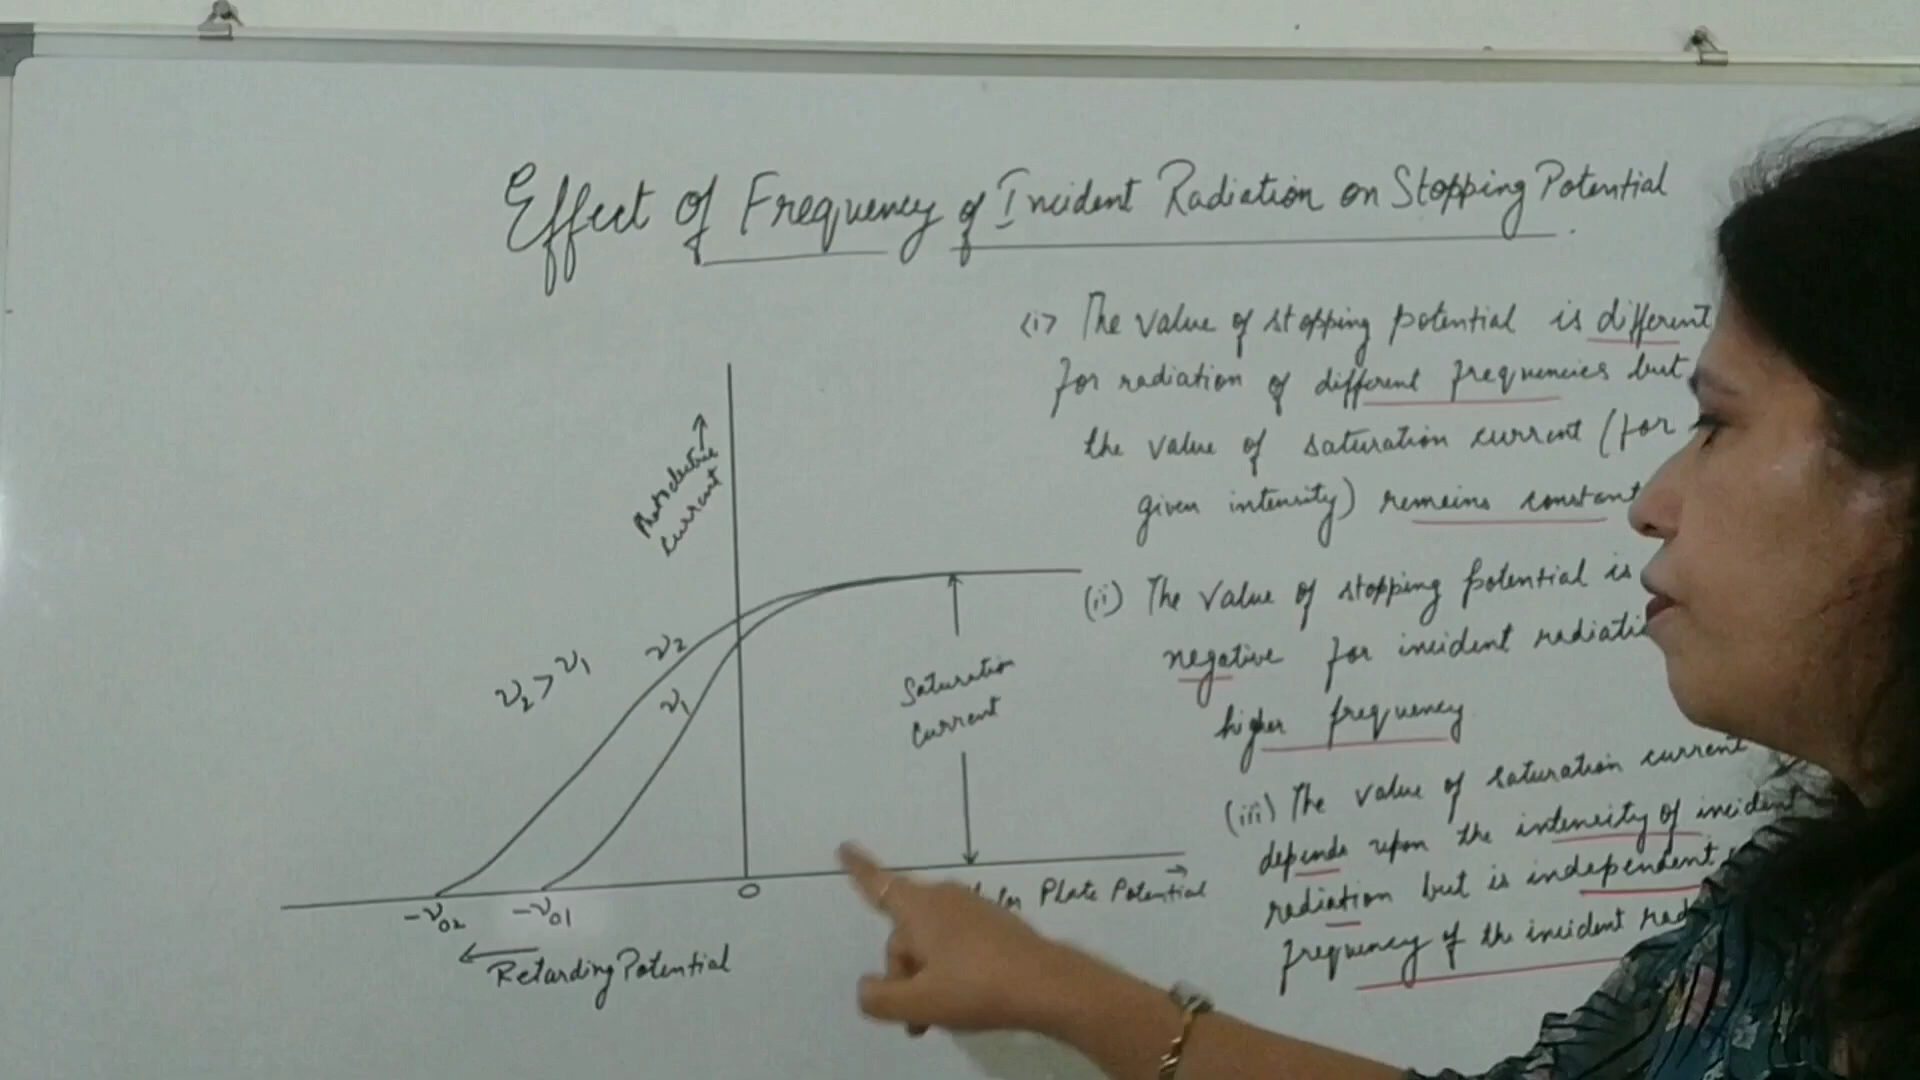 Effect of Frequency of Incident Radiation on Stopping Potential
(i) The value of stopping potential is different
for radiation of different frequencies but
the value of saturation current (for
given intensity) remains constant
(ii) The value of stopping potential is
negative for incident radiati
higher frequency
(iii) The value of saturation current
depends upon the intensity of incident
radiation but is independent
frequency of the incident rad
Photoelectric
current
ν2 > ν1
ν2
ν1
Saturation
current
-ν02
-ν01
O
Plate Potential
Retarding Potential